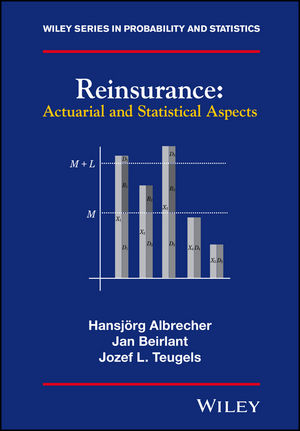 WILEY SERIES IN PROBABILITY AND STATISTICS
Reinsurance:
Actuarial and Statistical Aspects
M + L
M
Hansjörg Albrecher
Jan Beirlant
Jozef L. Teugels
WILEY